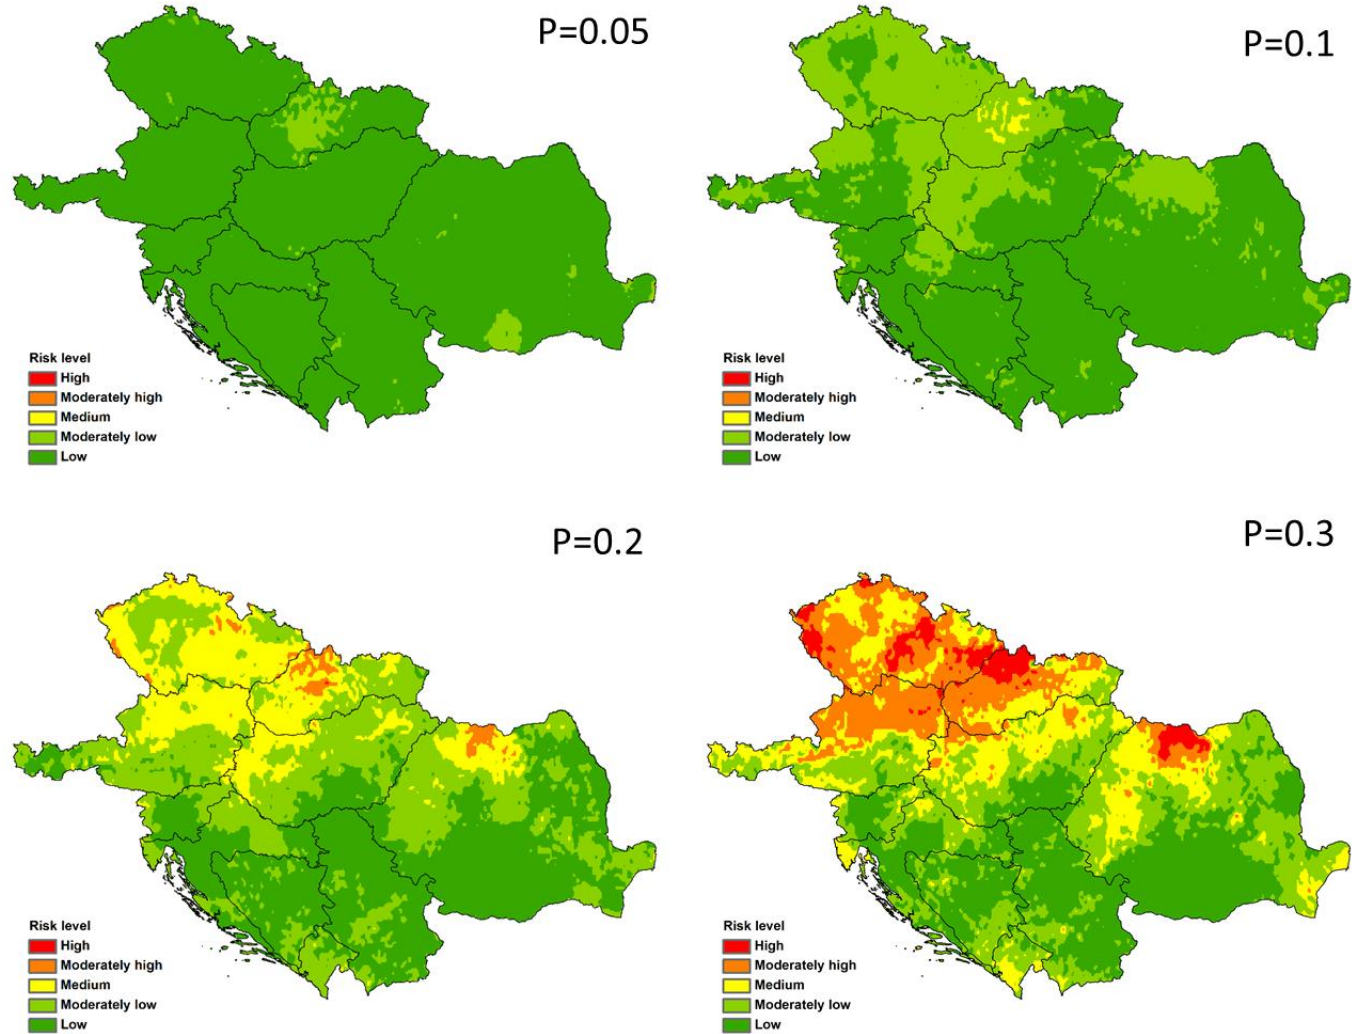 P=0.05
Risk level
High
Moderately high
Medium
Moderately low
Low
P=0.1
Risk level
High
Moderately high
Medium
Moderately low
Low
P=0.2
Risk level
High
Moderately high
Medium
Moderately low
Low
P=0.3
Risk level
High
Moderately high
Medium
Moderately low
Low